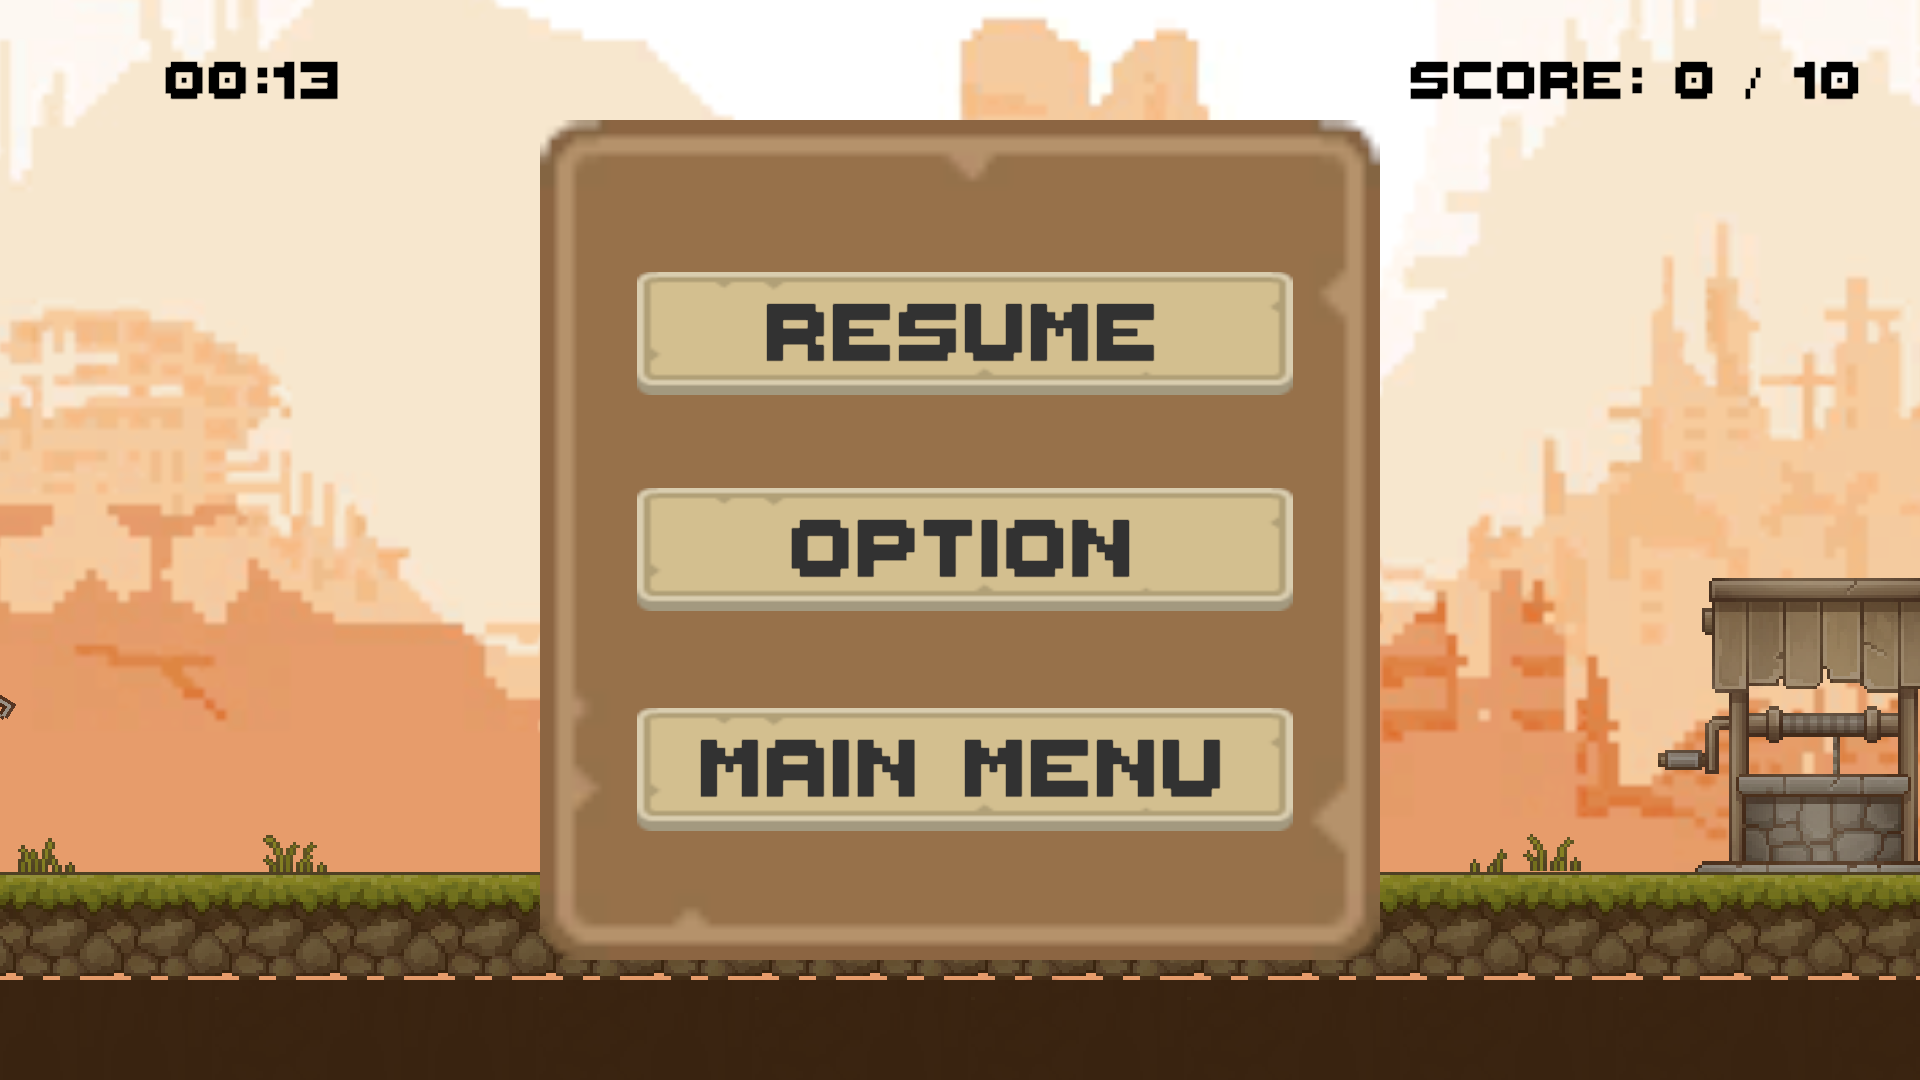 00:13
SCORE: 0 / 10
RESUME
OPTION
MAIN MENU